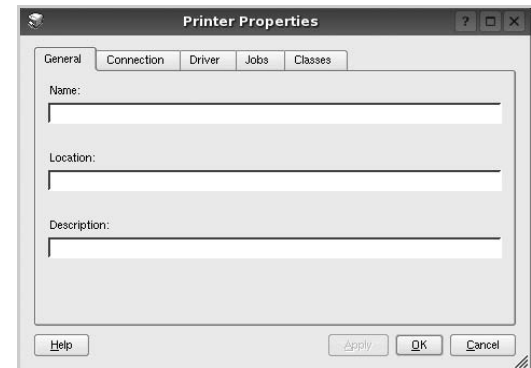 Printer Properties
?
General Connection Driver Jobs Classes
Name:
Location:
Description:
Help Apply OK Cancel